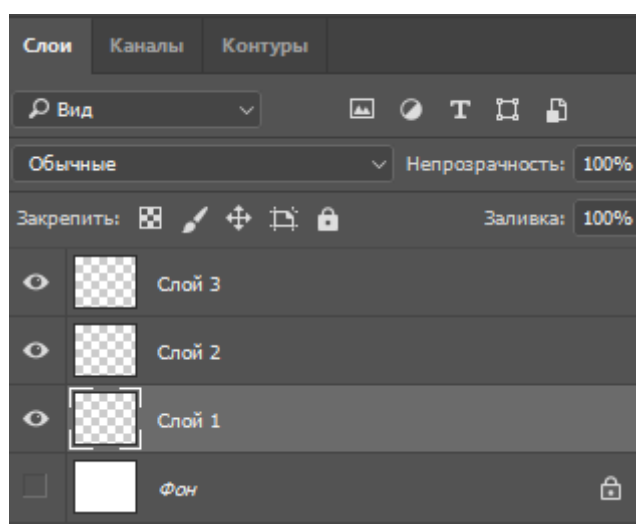 Слои Каналы Контуры
Вид
Обычные Непрозрачность: 100%
Закрепить: Заливка: 100%
Слой 3
Слой 2
Слой 1
Фон